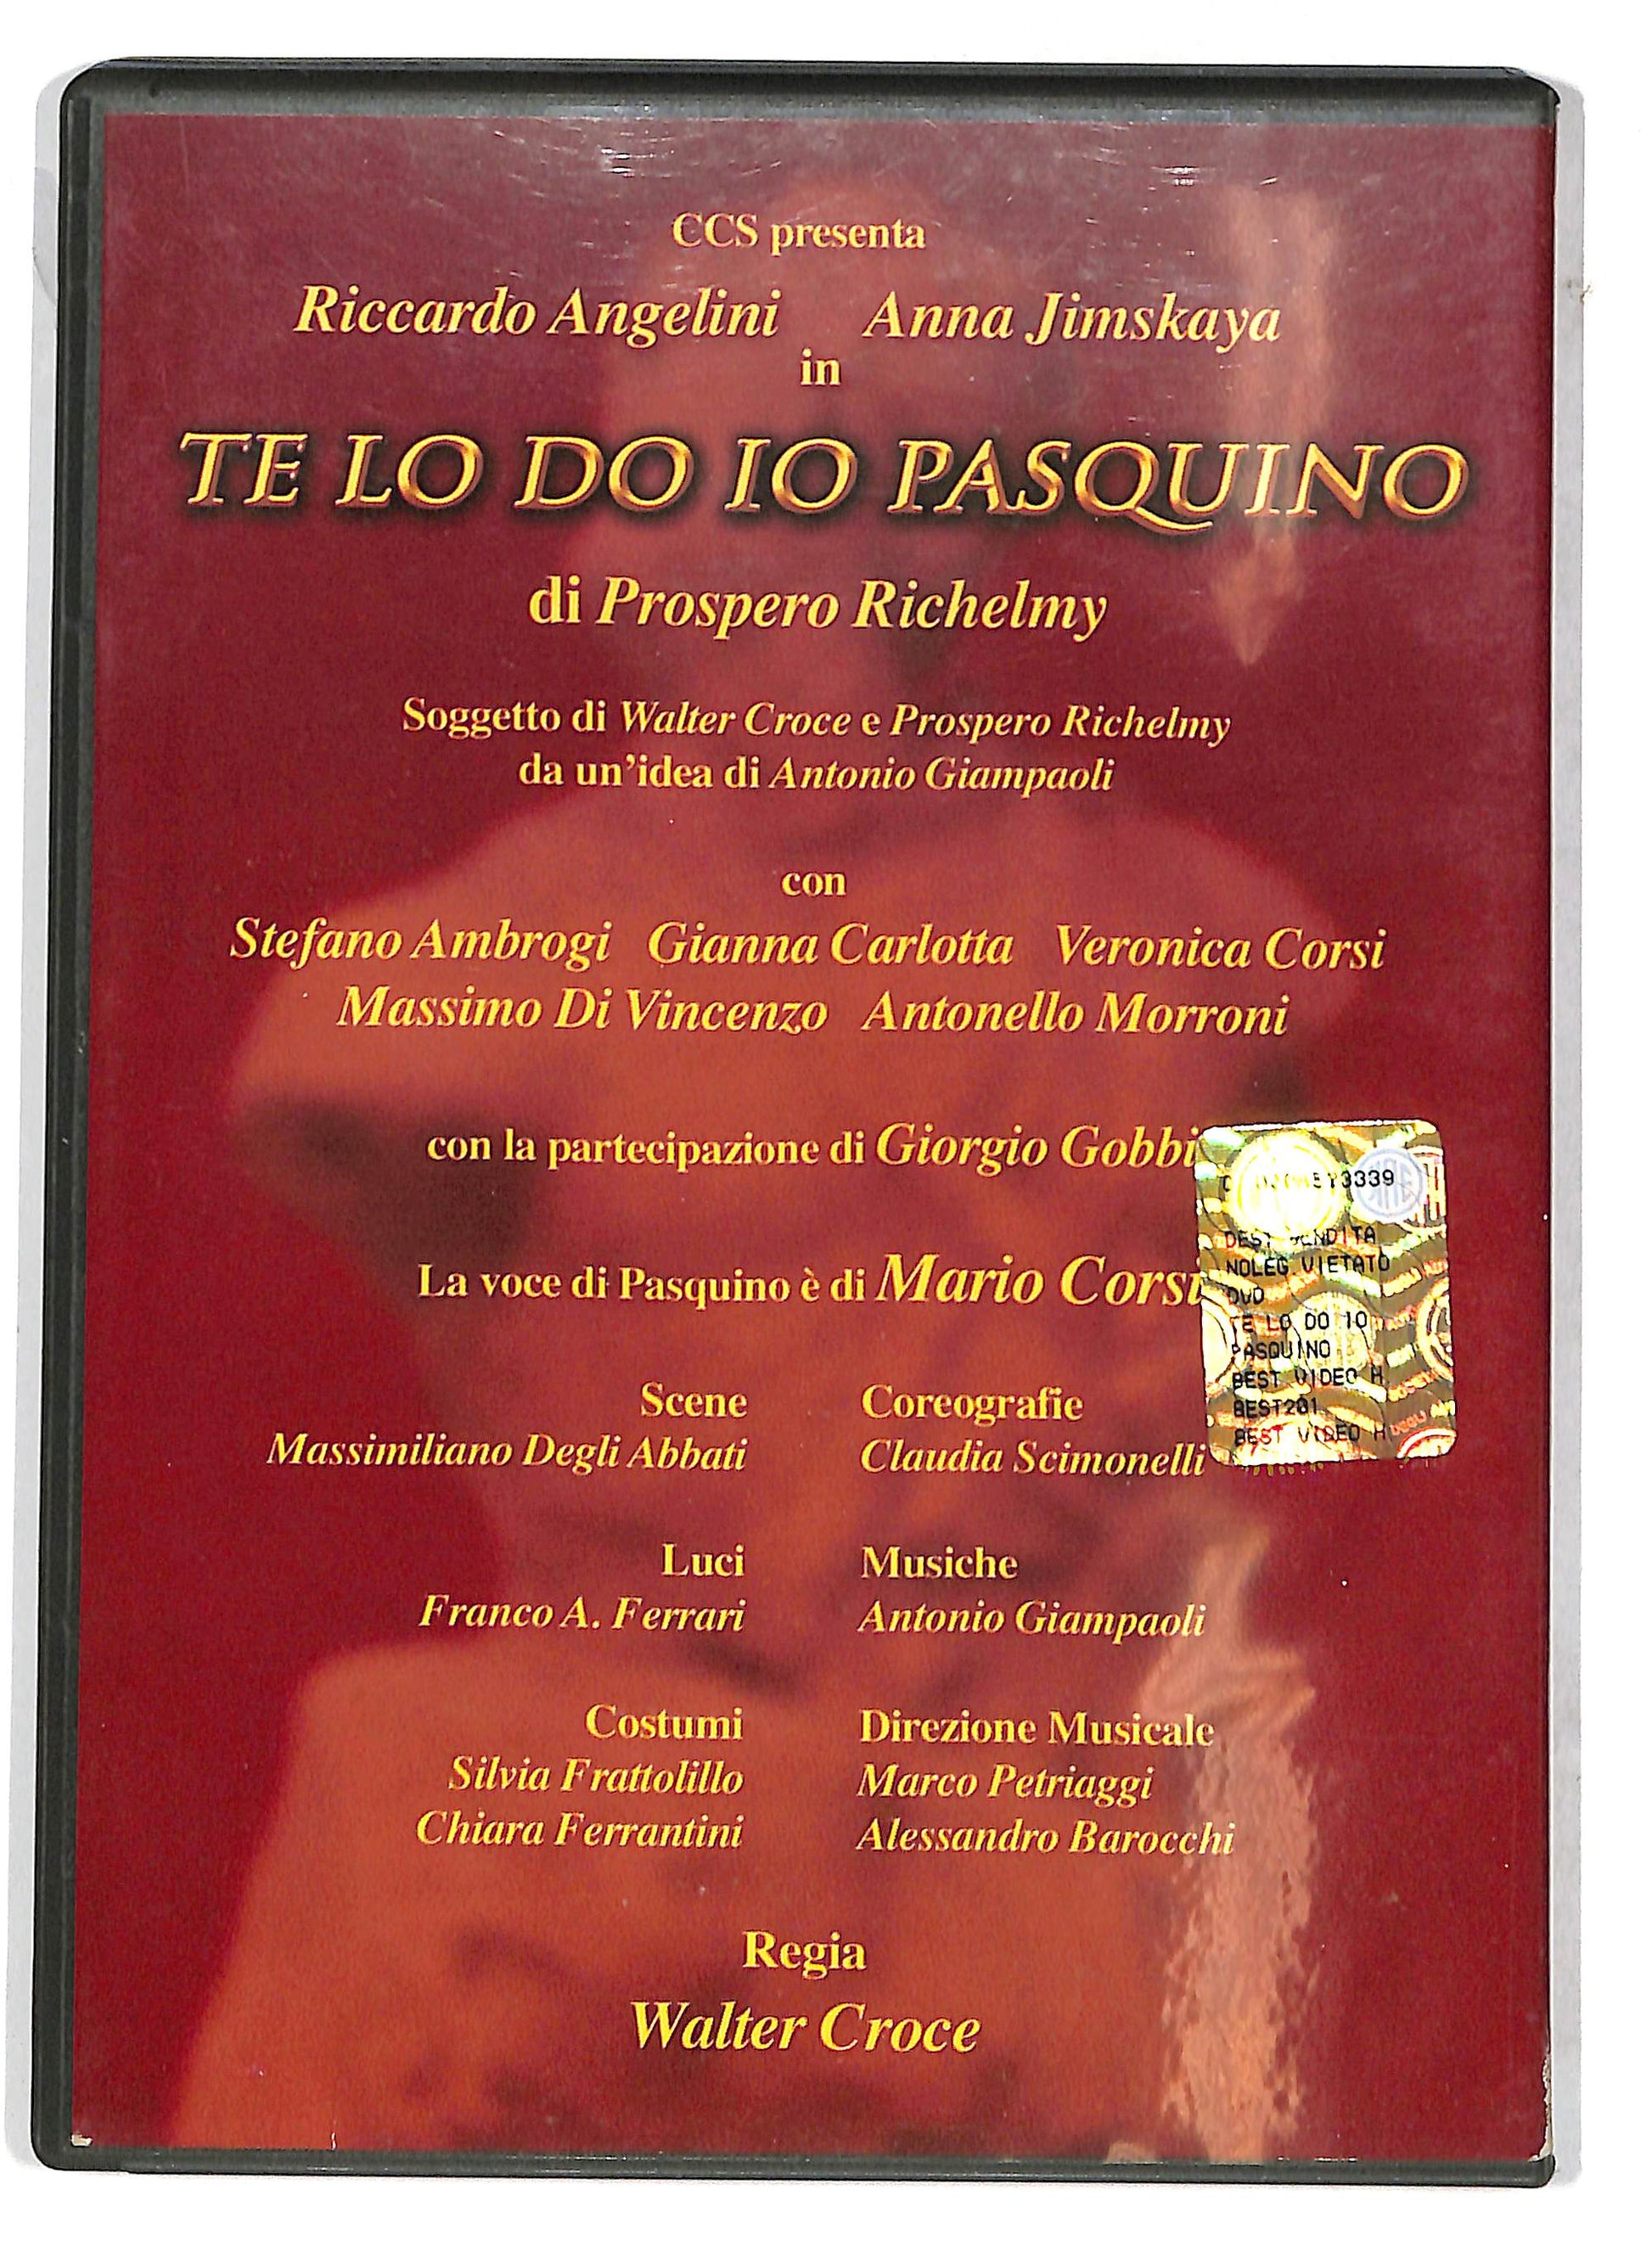 CCS presenta
Riccardo Angelini Anna Jimskaya
in
TE LO DO IO PASQUINO
di Prospero Richelmy
Soggetto di Walter Croce e Prospero Richelmy
da un'idea di Antonio Giampaoli
con
Stefano Ambrogi Gianna Carlotta Veronica Corsi
Massimo Di Vincenzo Antonello Morroni
con la partecipazione di Giorgio Gobbi
La voce di Pasquino è di Mario Corsi
DEST VENDITA
NOLEG VIETATO
DVD
TE LO DO IO
PASQUINO
BEST VIDEO H
BEST201
BEST VIDEO H
Scene
Massimiliano Degli Abbati
Coreografie
Claudia Scimonelli
Luci
Franco A. Ferrari
Musiche
Antonio Giampaoli
Costumi
Silvia Frattolillo
Chiara Ferrantini
Direzione Musicale
Marco Petriaggi
Alessandro Barocchi
Regia
Walter Croce